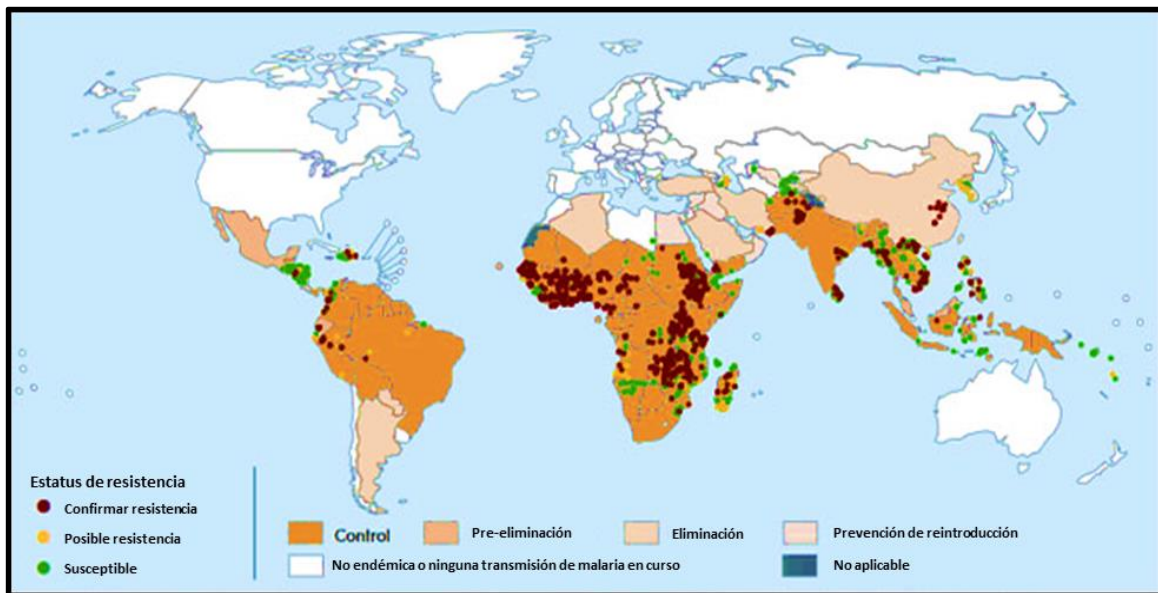 Estatus de resistencia
Confirmar resistencia
Posible resistencia
Susceptible
Control
Pre-eliminación
Eliminación
Prevención de reintroducción
No endémica o ninguna transmisión de malaria en curso
No aplicable